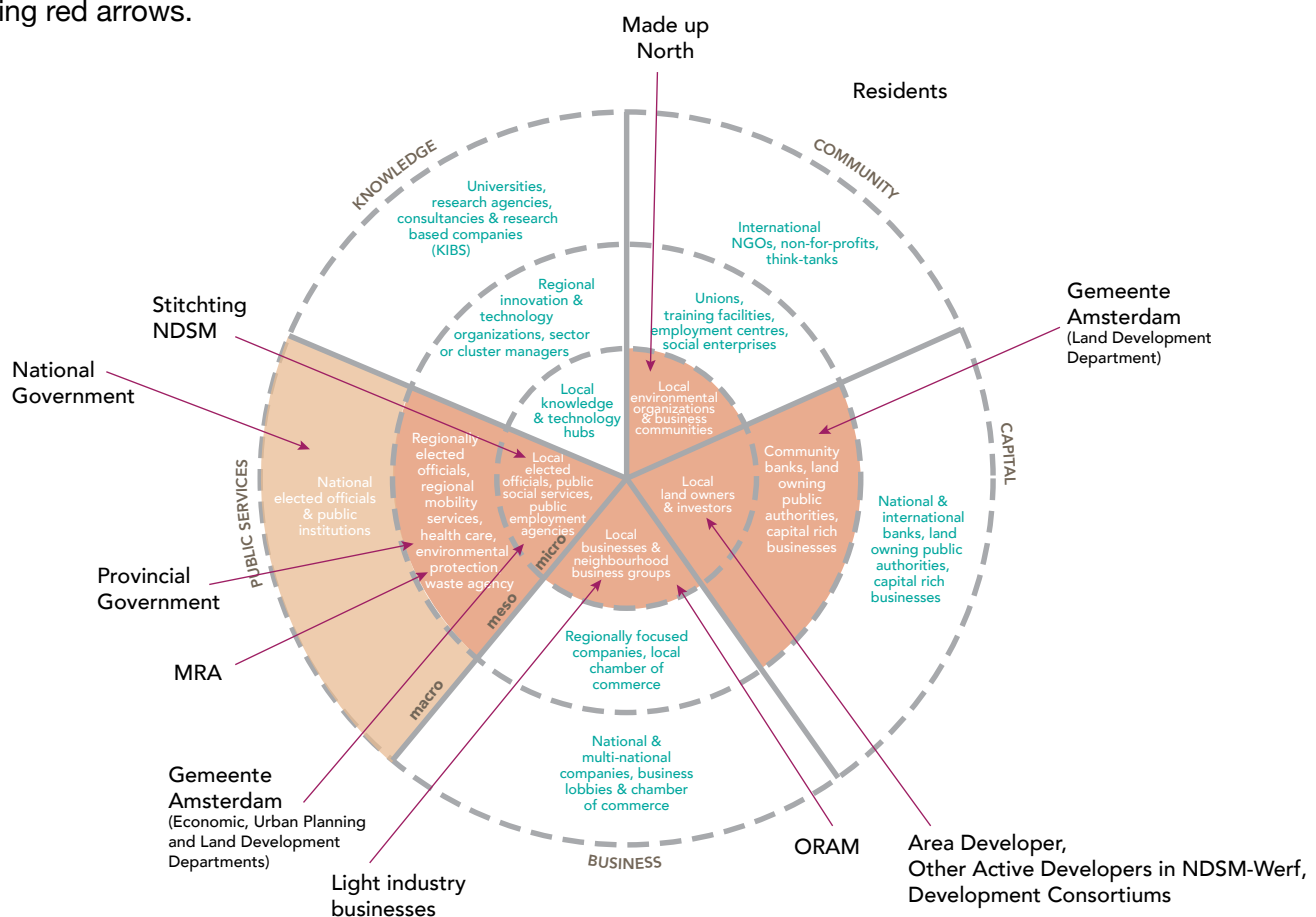 ing red arrows.
Made up
North
Residents
KNOWLEDGE
COMMUNITY
Universities,
research agencies,
consultancies & research
based companies
(KIBS)
International
NGOs, non-for-profits,
think-tanks
Regional
innovation &
technology
organizations, sector
or cluster managers
Unions,
training facilities,
employment centres,
social enterprises
Stitchting
NDSM
Gemeente
Amsterdam
(Land Development
Department)
National
Government
Local
knowledge
& technology
hubs
Local
environmental
organizations
& business
communities
CAPITAL
PUBLIC SERVICES
National
elected officials
& public
institutions
Regionally
elected
officials,
regional
mobility
services,
health care,
environmental
protection
waste agency
Local
elected
officials, public
social services,
public
employment
agencies
Local
land owners
& investors
Community
banks, land
owning
public
authorities,
capital rich
businesses
National &
international
banks, land
owning public
authorities,
capital rich
businesses
Local
businesses &
neighbourhood
business groups
micro
meso
macro
Provincial
Government
MRA
Regionally focused
companies, local
chamber of
commerce
National &
multi-national
companies, business
lobbies & chamber
of commerce
Gemeente
Amsterdam
(Economic, Urban Planning
and Land Development
Departments)
BUSINESS
Light industry
businesses
ORAM
Area Developer,
Other Active Developers in NDSM-Werf,
Development Consortiums